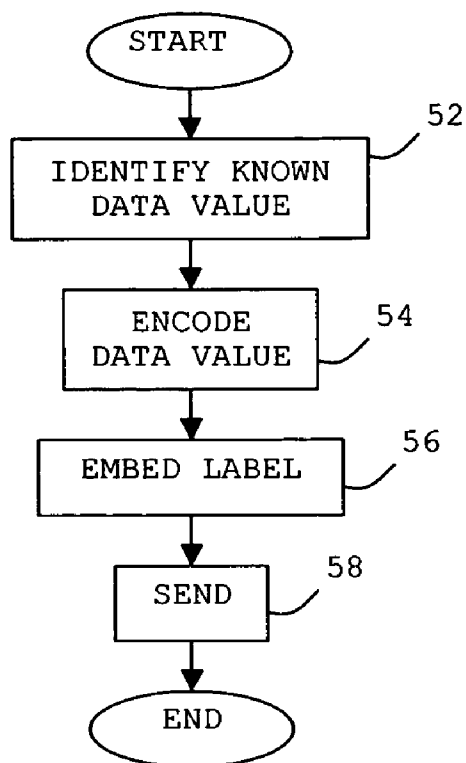 START
52
IDENTIFY KNOWN
DATA VALUE
54
ENCODE
DATA VALUE
56
EMBED LABEL
58
SEND
END